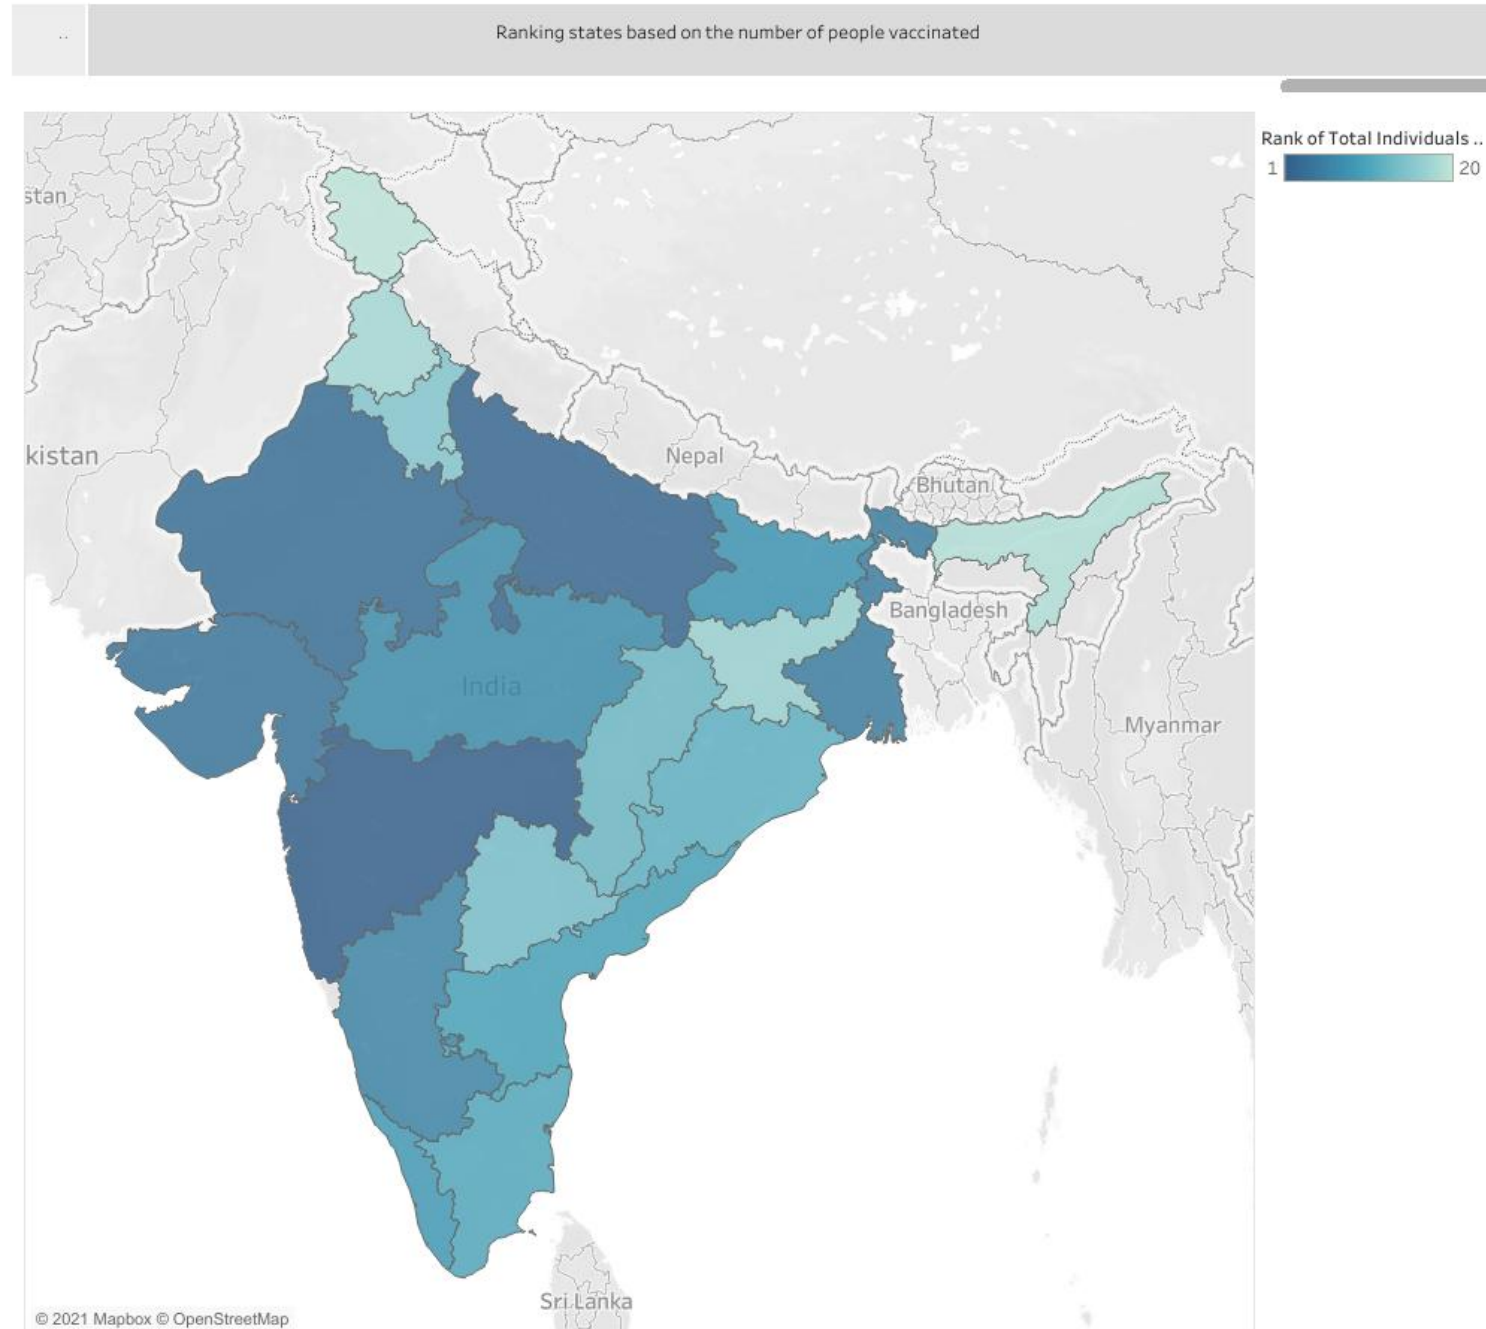 ..
Ranking states based on the number of people vaccinated
Rank of Total Individuals ..
1 20
stan
kistan
Nepal
Bhutan
Bangladesh
India
Myanmar
Sri Lanka
© 2021 Mapbox © OpenStreetMap